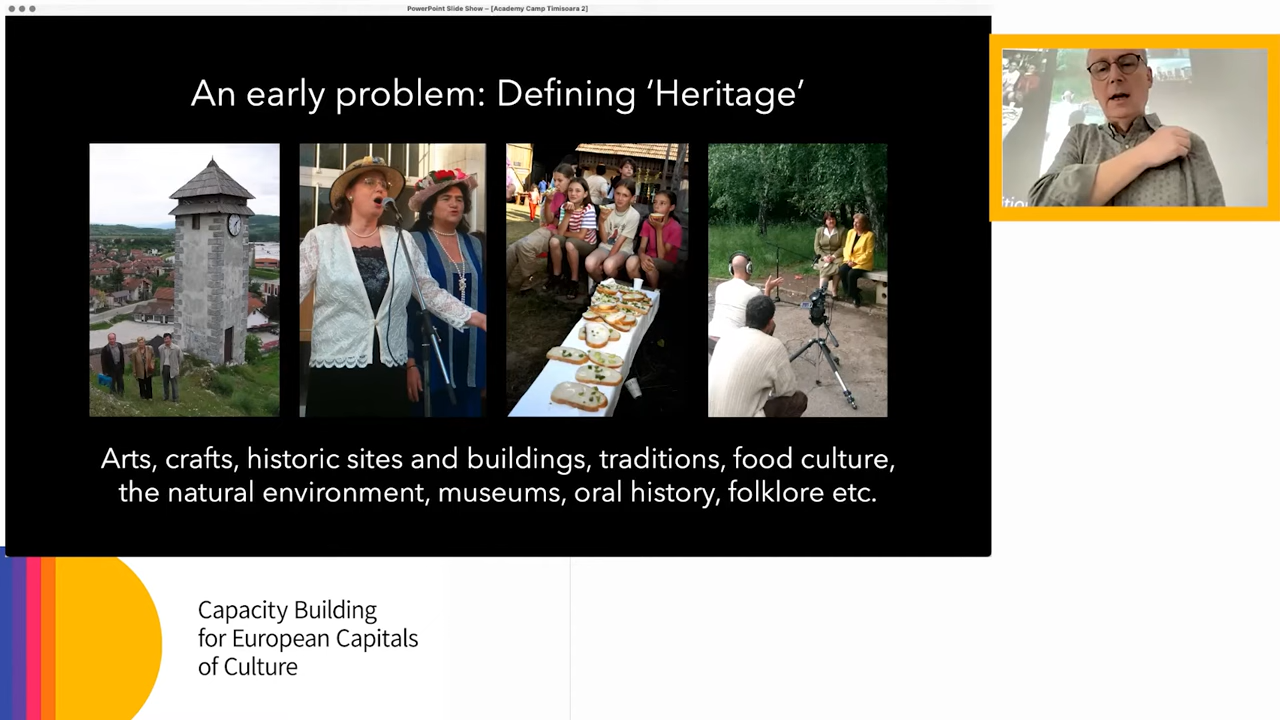 PowerPoint Slide Show – [Academy Camp Timisoara 2]
An early problem: Defining ‘Heritage’
Arts, crafts, historic sites and buildings, traditions, food culture,
the natural environment, museums, oral history, folklore etc.
Capacity Building
for European Capitals
of Culture